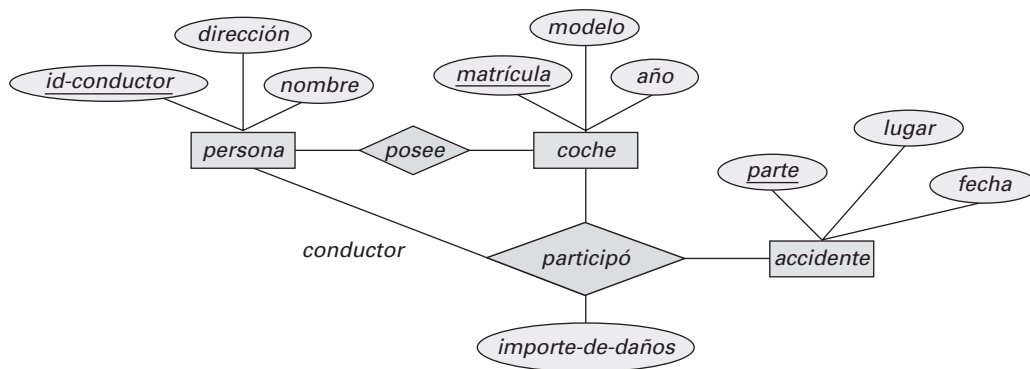 modelo
dirección
id-conductor
nombre
matrícula
año
persona
posee
coche
lugar
parte
fecha
conductor
participó
accidente
importe-de-daños